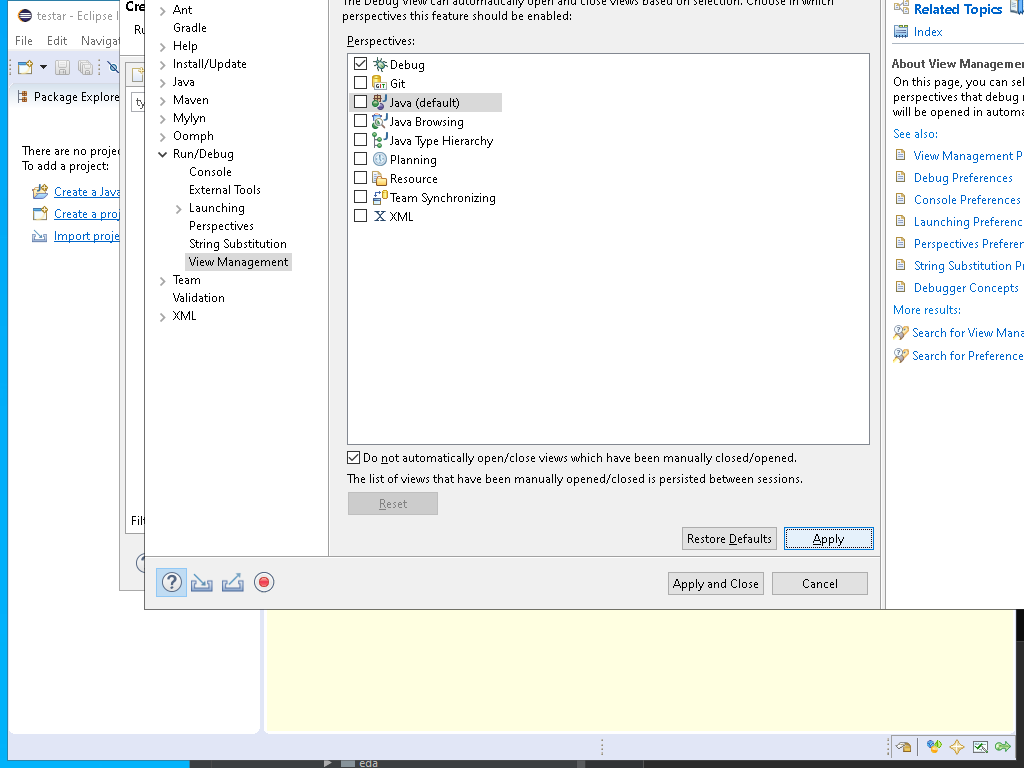 testar - Eclipse I
Cre
The Debug View can automatically open and close views based on selection. Choose in which
perspectives this feature should be enabled:
File Edit Navigat
Ru
Package Explore
ty
There are no projec
To add a project:
Create a Java
Create a proj
Import proje
Filt
Ant
Gradle
Help
Install/Update
Java
Maven
Mylyn
Oomph
Run/Debug
Console
External Tools
Launching
Perspectives
String Substitution
View Management
Team
Validation
XML
Perspectives:
Debug
Git
Java (default)
Java Browsing
Java Type Hierarchy
Planning
Resource
Team Synchronizing
XML
Do not automatically open/close views which have been manually closed/opened.
The list of views that have been manually opened/closed is persisted between sessions.
Reset
Restore Defaults
Apply
Apply and Close
Cancel
Related Topics
Index
About View Managemen
On this page, you can sel
perspectives that debug r
will be opened in automa
See also:
View Management P
Debug Preferences
Console Preferences
Launching Preferenc
Perspectives Preferen
String Substitution Pr
Debugger Concepts
More results:
Search for View Mana
Search for Preference
eda